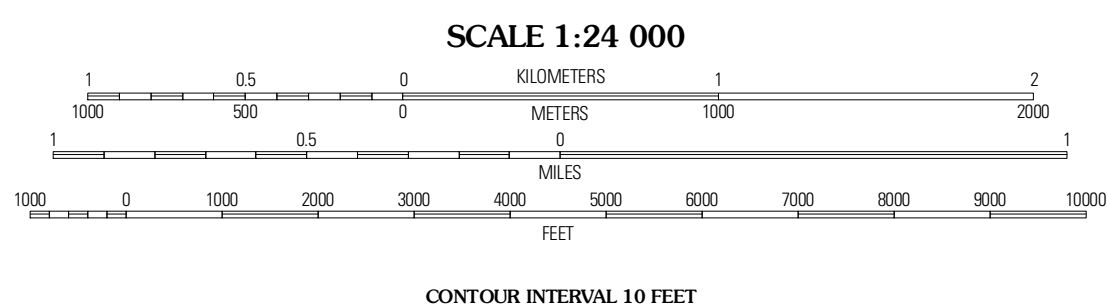 SCALE 1:24 000
1 0.5 0 KILOMETERS 1 2
1000 500 0 METERS 1000 2000
1 0.5 0 1
MILES
1000 0 1000 2000 3000 4000 5000 6000 7000 8000 9000 10000
FEET
CONTOUR INTERVAL 10 FEET